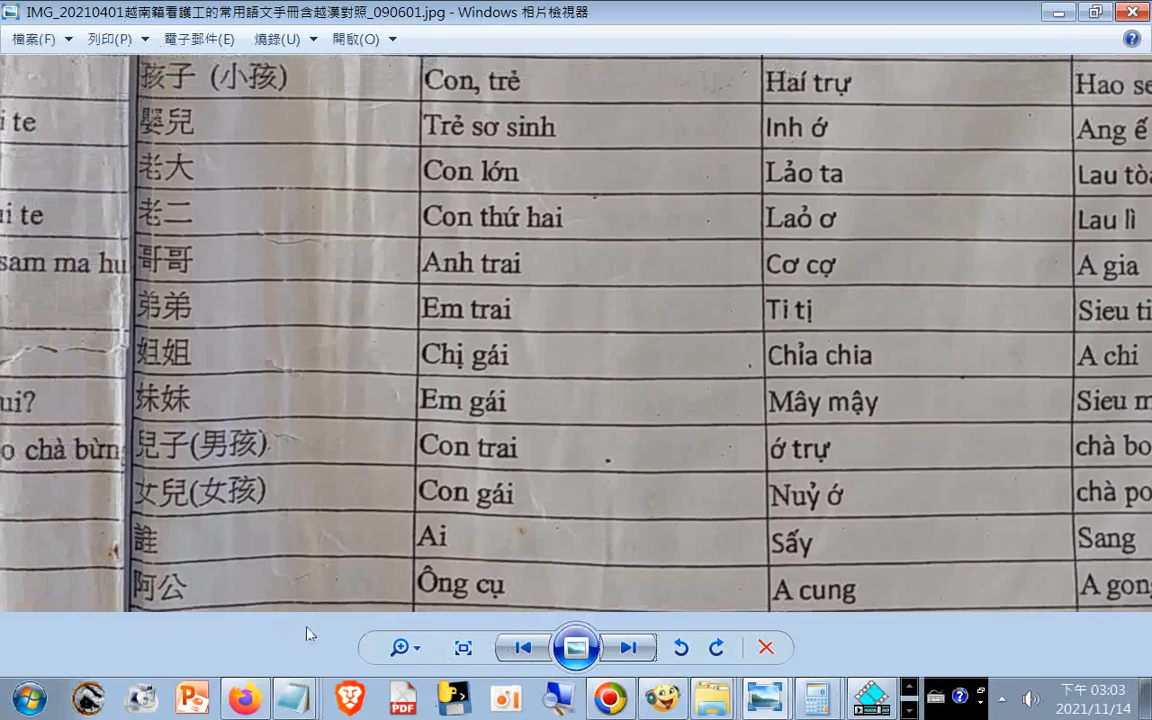 IMG_20210401越南籍看護工的常用語文手冊含越漢對照_090601.jpg - Windows 相片檢視器
檔案(F) 列印(P) 電子郵件(E) 燒錄(U) 開啟(O)
孩子 (小孩) Con, trẻ Haí trự Hao se
i te 嬰兒 Trẻ sơ sinh Inh ớ Ang ế
老大 Con lớn Lảo ta Lau tòa
ui te 老二 Con thứ hai Laỏ ơ Lau lì
sam ma hu 哥哥 Anh trai Cơ cợ A gia
弟弟 Em trai Ti tị Sieu ti
姐姐 Chị gái Chỉa chia A chi
ui? 妹妹 Em gái Mây mậy Sieu m
o chà bừn 兒子(男孩) Con trai ớ trự chà bo
女兒(女孩) Con gái Nuỷ ớ chà po
誰 Ai Sấy Sang
阿公 Ông cụ A cung A gong
下午 03:03
2021/11/14